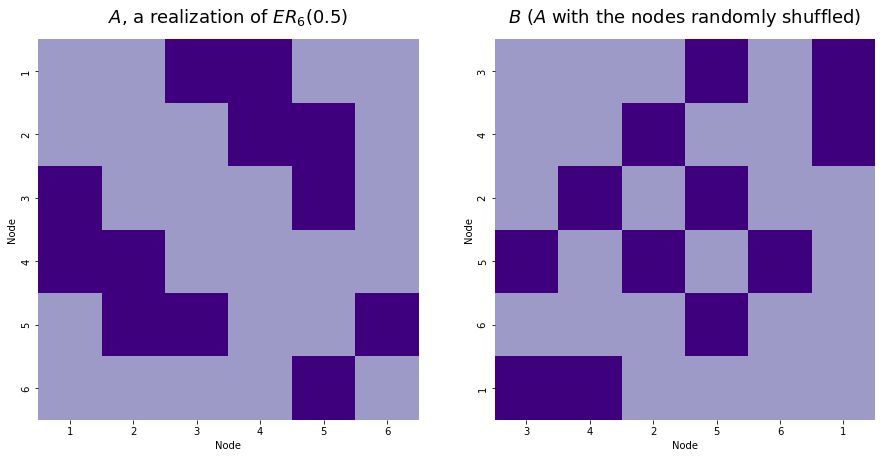 A, a realization of ER₆(0.5)
Node
1
2
3
4
5
6
1 2 3 4 5 6
Node
B (A with the nodes randomly shuffled)
Node
3
4
2
5
6
1
3 4 2 5 6 1
Node